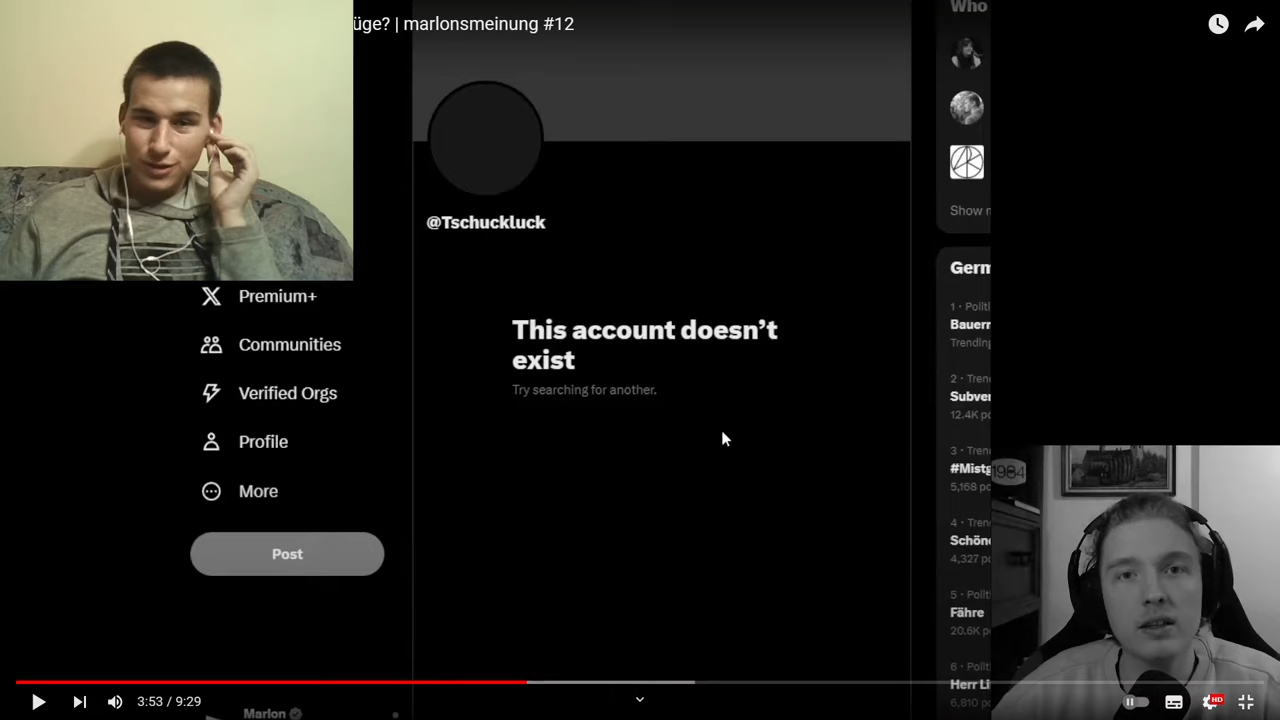 üge? | marlonsmeinung #12
Who
@Tschuckluck
Show
Premium+
Communities
Verified Orgs
Profile
More
Post
Marlon
This account doesn’t
exist
Try searching for another.
Germ
1 · Politi
Bauern
Trending
2 · Tren
Subver
12.4K po
3 · Tren
#Mistg
5,168 po
4 · Tren
Schöne
4,327 po
5 · Politi
Fähre
20.6K po
6 · Politi
Herr Li
6,810 po
1984
3:53 / 9:29
HD